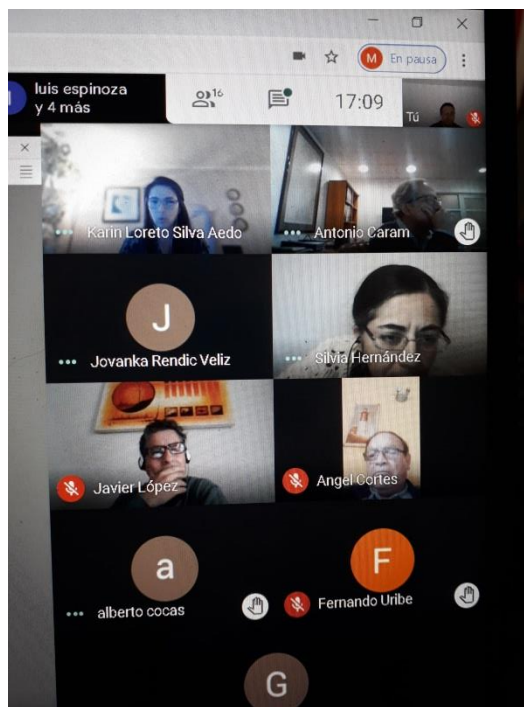 M En pausa
luis espinoza
y 4 más
16
17:09
Tú
Karin Loreto Silva Aedo
Antonio Caram
J
Jovanka Rendic Veliz
Silvia Hernández
Javier López
Angel Cortes
a
alberto cocas
F
Fernando Uribe
G